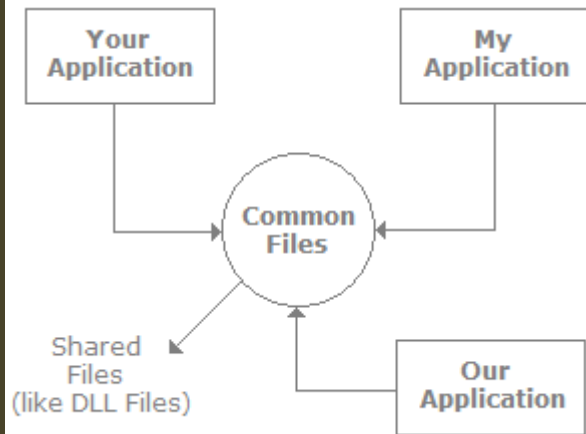 Your
Application
My
Application
Common
Files
Shared
Files
(like DLL Files)
Our
Application